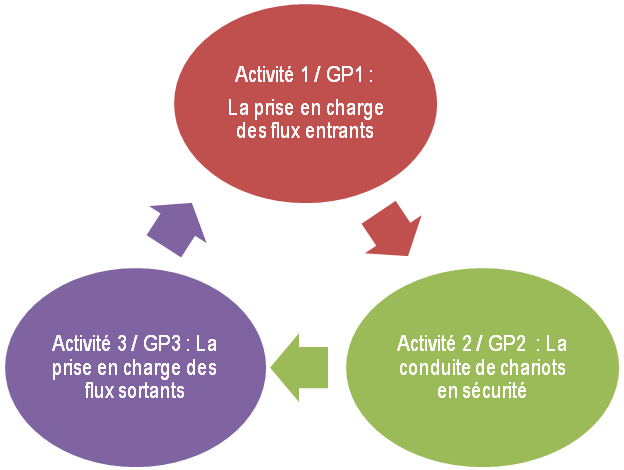 Activité 1 / GP1 :
La prise en charge
des flux entrants
Activité 2 / GP2  : La
conduite de chariots
en sécurité
Activité 3 / GP3 : La
prise en charge des
flux sortants